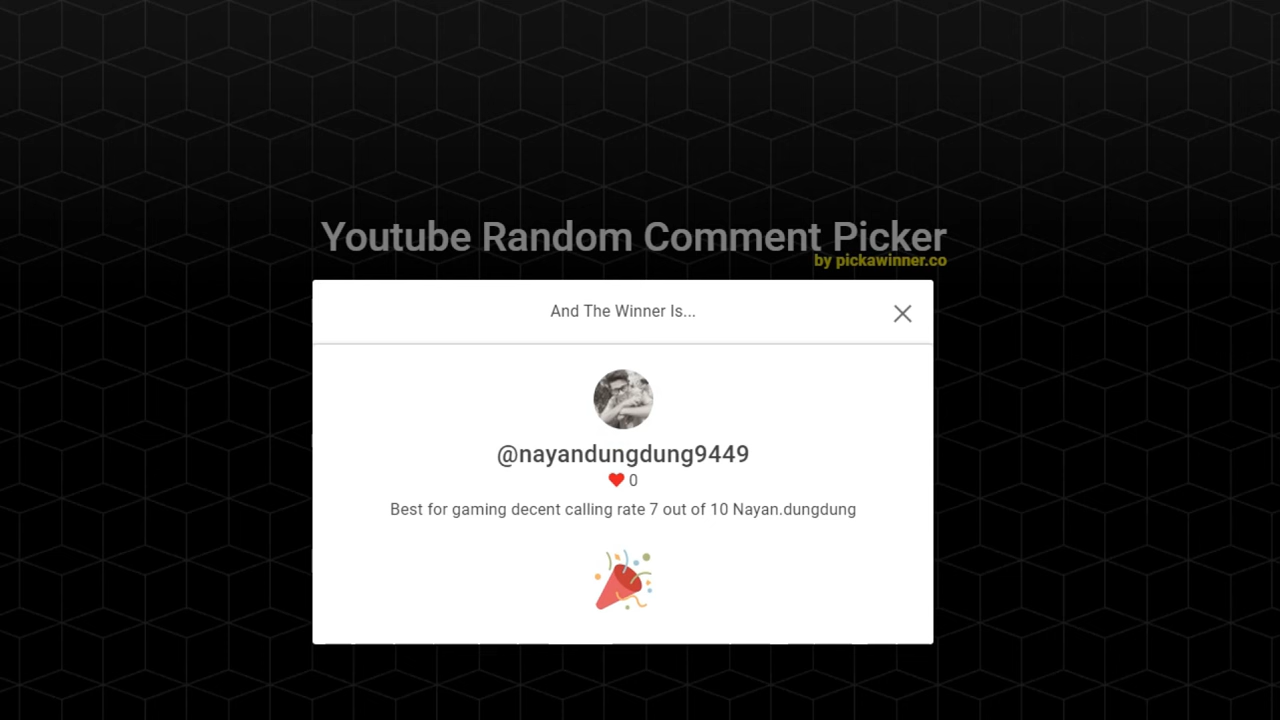 Youtube Random Comment Picker
by pickawinner.co
And The Winner Is...
@nayandungdung9449
0
Best for gaming decent calling rate 7 out of 10 Nayan.dungdung